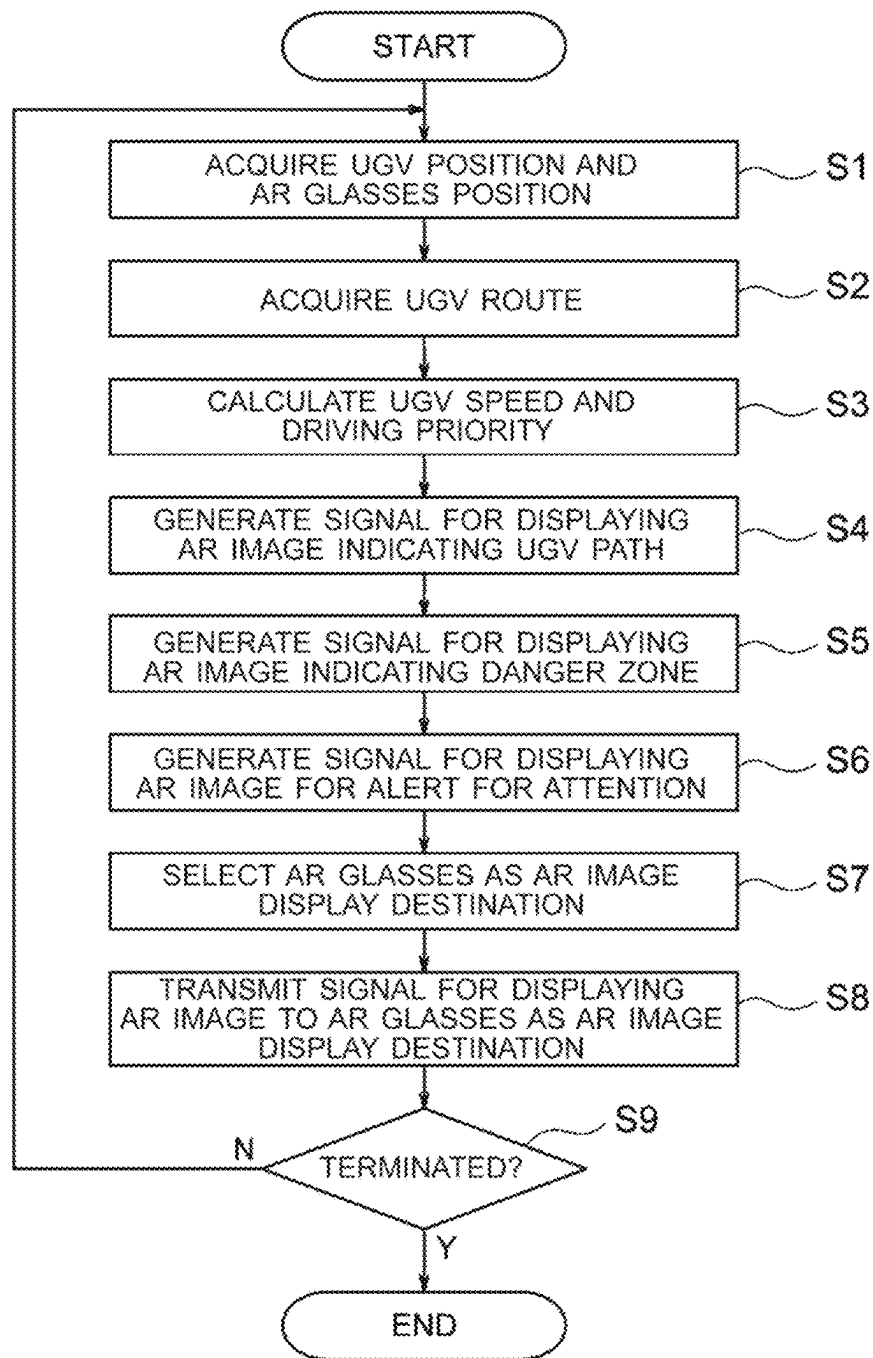 START
ACQUIRE UGV POSITION AND
AR GLASSES POSITION
S1
ACQUIRE UGV ROUTE
S2
CALCULATE UGV SPEED AND
DRIVING PRIORITY
S3
GENERATE SIGNAL FOR DISPLAYING
AR IMAGE INDICATING UGV PATH
S4
GENERATE SIGNAL FOR DISPLAYING
AR IMAGE INDICATING DANGER ZONE
S5
GENERATE SIGNAL FOR DISPLAYING
AR IMAGE FOR ALERT FOR ATTENTION
S6
SELECT AR GLASSES AS AR IMAGE
DISPLAY DESTINATION
S7
TRANSMIT SIGNAL FOR DISPLAYING
AR IMAGE TO AR GLASSES AS AR IMAGE
DISPLAY DESTINATION
S8
S9
N
TERMINATED?
Y
END